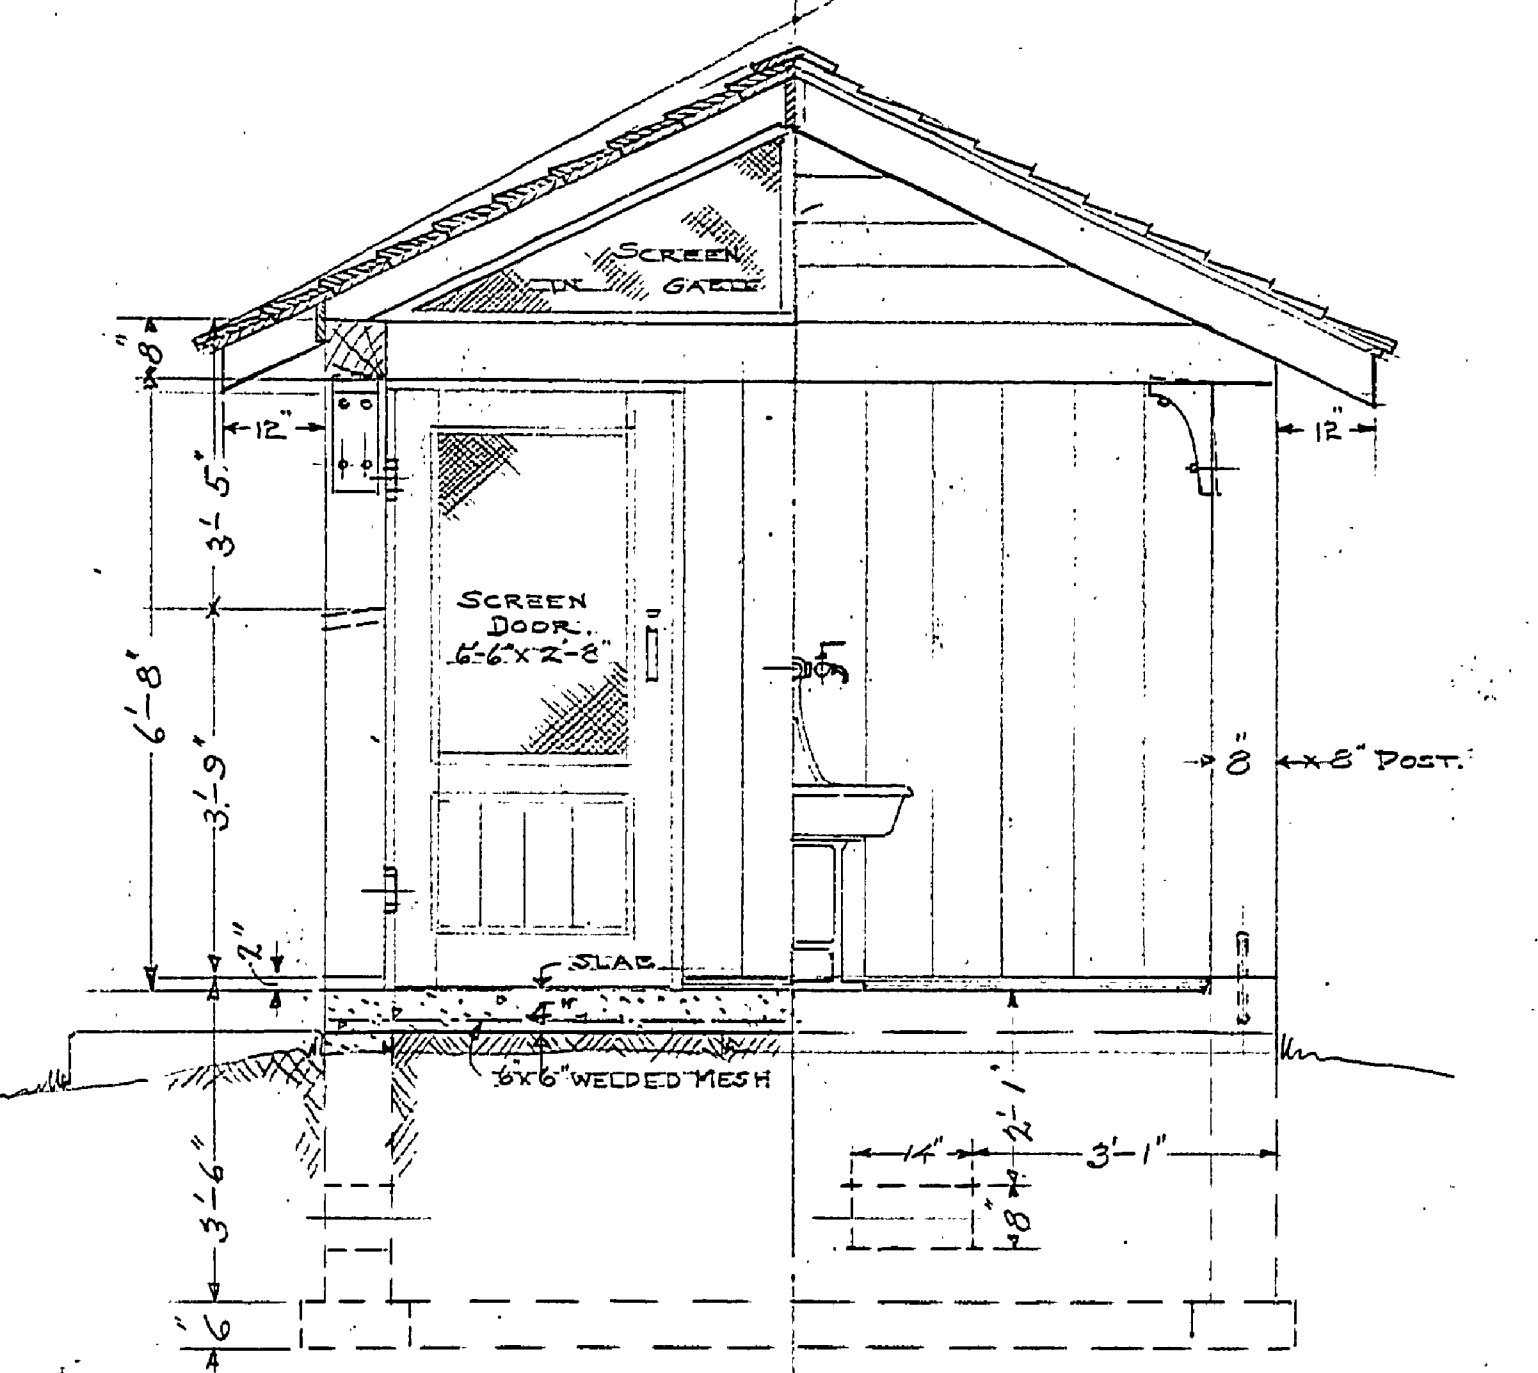 SCREEN
IN GABLE
8"
12"
12"
3'-5"
SCREEN
DOOR.
6'-6" x 2'-8"
6'-8"
3'-9"
8" x 8" POST.
2"
SLAB
4"
6"x6" WELDED MESH
2'-1"
14"
3'-1"
3'-6"
8"
6"